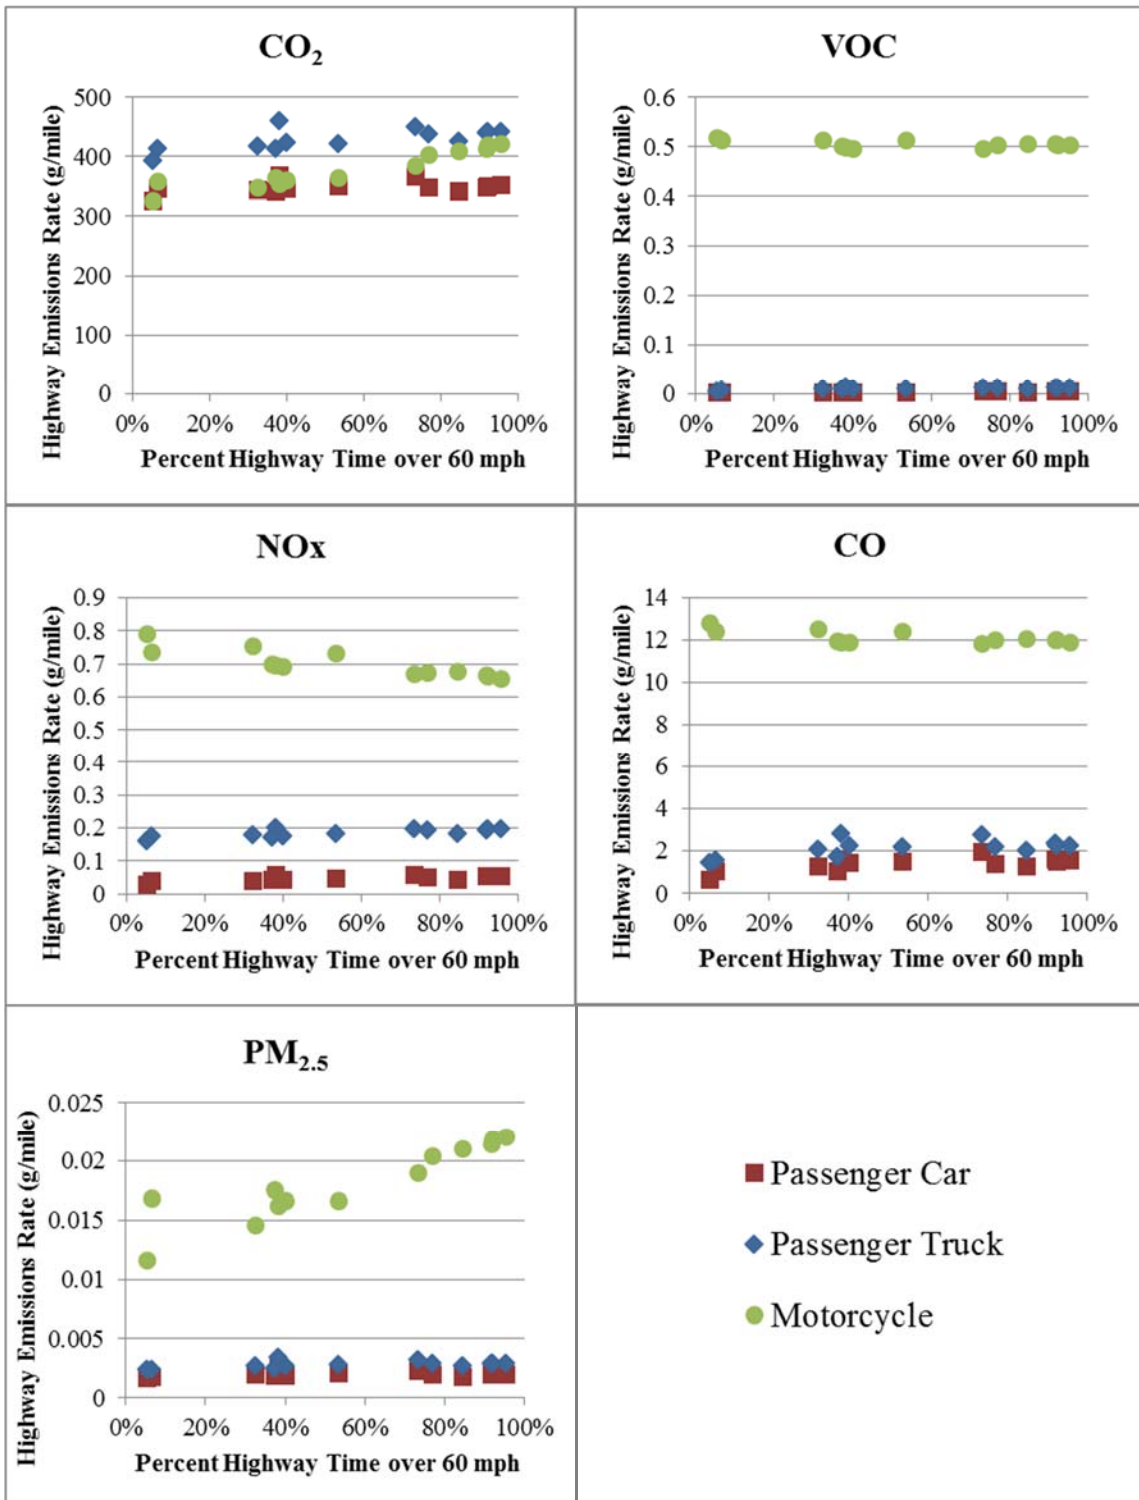 CO₂
Highway Emissions Rate (g/mile)
500
400
300
200
100
0
0% 20% 40% 60% 80% 100%
Percent Highway Time over 60 mph
VOC
Highway Emissions Rate (g/mile)
0.6
0.5
0.4
0.3
0.2
0.1
0
0% 20% 40% 60% 80% 100%
Percent Highway Time over 60 mph
NOx
Highway Emissions Rate (g/mile)
0.9
0.8
0.7
0.6
0.5
0.4
0.3
0.2
0.1
0
0% 20% 40% 60% 80% 100%
Percent Highway Time over 60 mph
CO
Highway Emissions Rate (g/mile)
14
12
10
8
6
4
2
0
0% 20% 40% 60% 80% 100%
Percent Highway Time over 60 mph
PM₂.₅
Highway Emissions Rate (g/mile)
0.025
0.02
0.015
0.01
0.005
0
0% 20% 40% 60% 80% 100%
Percent Highway Time over 60 mph
Passenger Car
Passenger Truck
Motorcycle